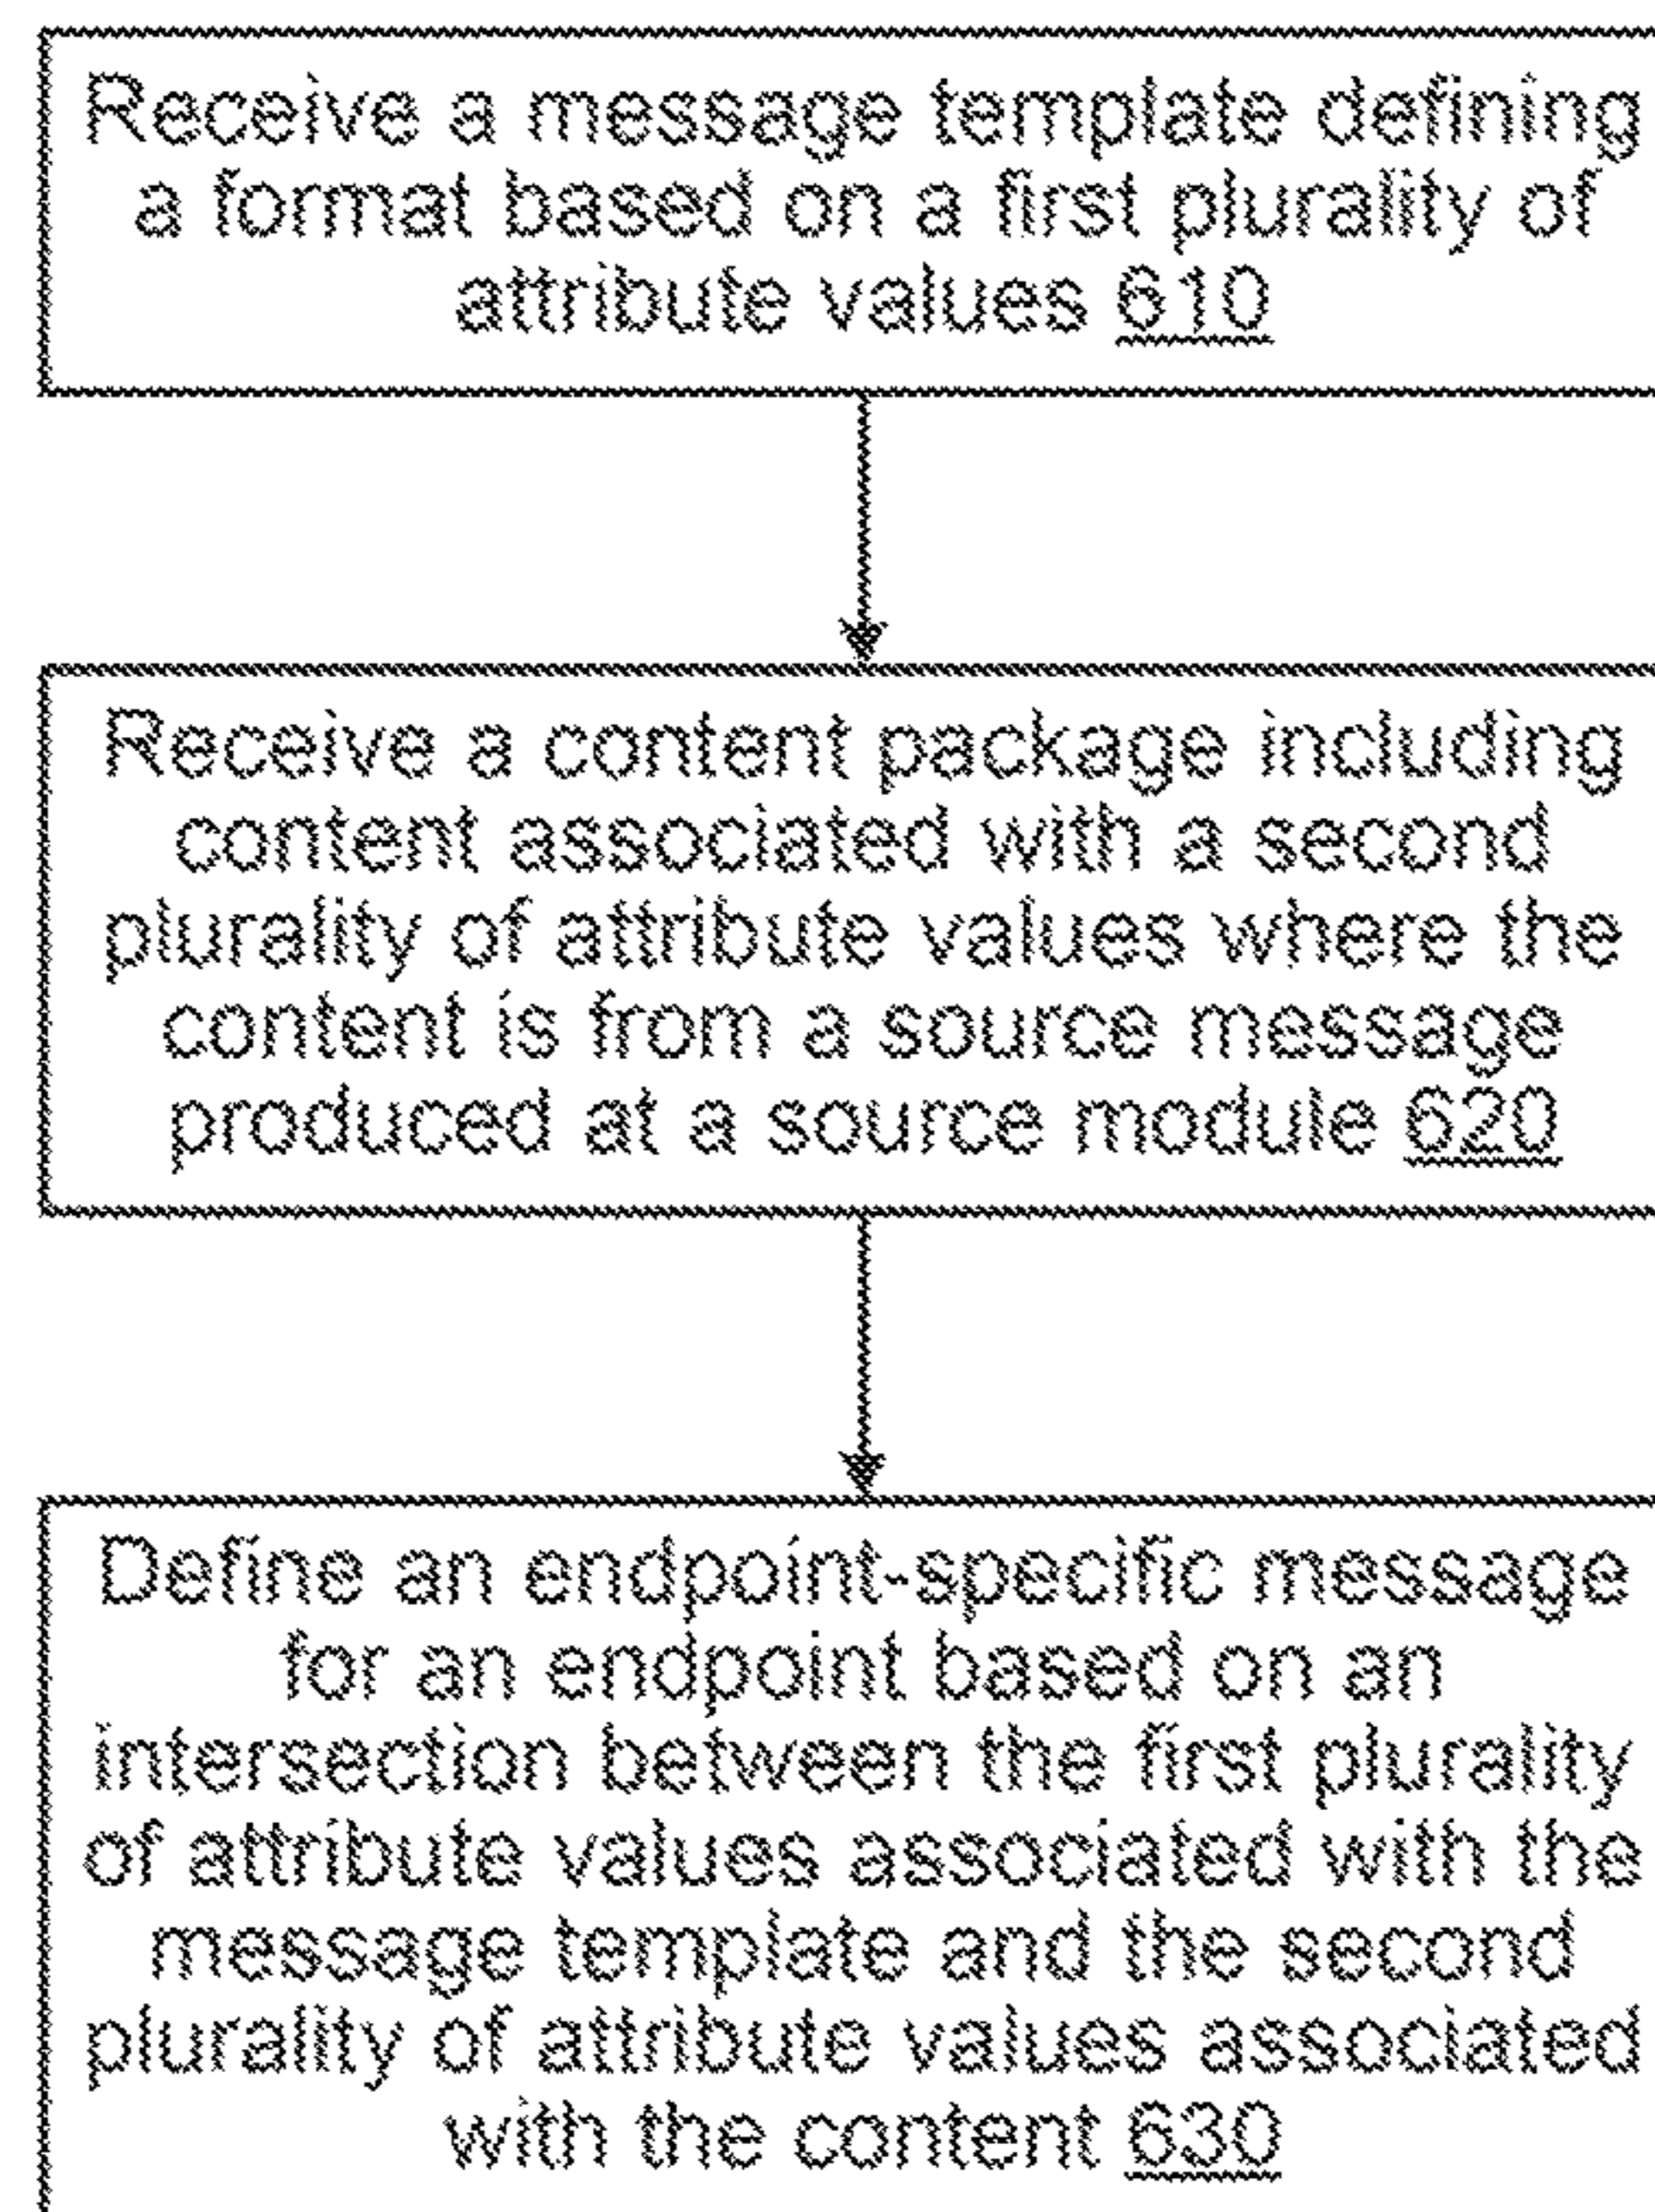 Receive a message template defining
a format based on a first plurality of
attribute values 610
Receive a content package including
content associated with a second
plurality of attribute values where the
content is from a source message
produced at a source module 620
Define an endpoint-specific message
for an endpoint based on an
intersection between the first plurality
of attribute values associated with the
message template and the second
plurality of attribute values associated
with the content 630